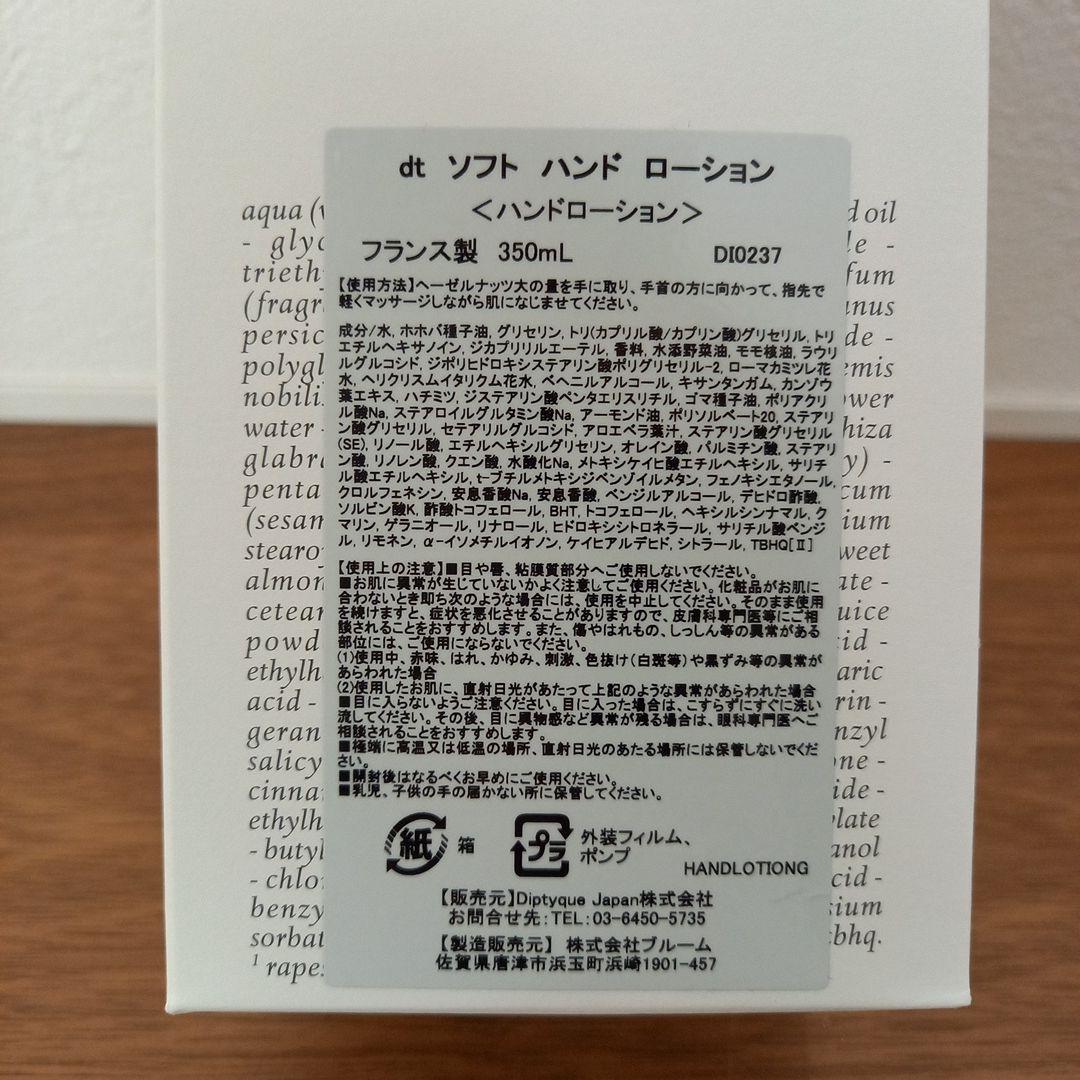 dt ソフト ハンド ローション
＜ハンドローション＞
フランス製 350mL DI0237
【使用方法】ヘーゼルナッツ大の量を手に取り、手首の方に向かって、指先で
軽くマッサージしながら肌になじませてください。
成分/水, ホホバ種子油, グリセリン, トリ(カプリル酸/カプリン酸)グリセリル, トリ
エチルヘキサノイン, ジカプリリルエーテル, 香料, 水添野菜油, モモ核油, ラウリ
ルグルコシド, ジポリヒドロキシステアリン酸ポリグリセリル-2, ローマカミツレ花
水, ヘリクリスムイタリクム花水, ベヘニルアルコール, キサンタンガム, カンゾウ
葉エキス, ハチミツ, ジステアリン酸ペンタエリスリチル, ゴマ種子油, ポリアクリ
ル酸Na, ステアロイルグルタミン酸Na, アーモンド油, ポリソルベート20, ステアリ
ン酸グリセリル, セテアリルグルコシド, アロエベラ葉汁, ステアリン酸グリセリル
(SE), リノール酸, エチルヘキシルグリセリン, オレイン酸, パルミチン酸, ステアリ
ン酸, リノレン酸, クエン酸, 水酸化Na, メトキシケイヒ酸エチルヘキシル, サリチ
ル酸エチルヘキシル, t-ブチルメトキシジベンゾイルメタン, フェノキシエタノール,
クロルフェネシン, 安息香酸Na, 安息香酸, ベンジルアルコール, デヒドロ酢酸,
ソルビン酸K, 酢酸トコフェロール, BHT, トコフェロール, ヘキシルシンナマル, ク
マリン, ゲラニオール, リナロール, ヒドロキシシトロネラール, サリチル酸ベンジ
ル, リモネン, α-イソメチルイオノン, ケイヒアルデヒド, シトラール, TBHQ[Ⅱ]
【使用上の注意】■目や唇、粘膜質部分へご使用しないでください。
■お肌に異常が生じていないかよく注意してご使用ください。化粧品がお肌に
合わないとき即ち次のような場合には、使用を中止してください。そのまま使用
を続けますと、症状を悪化させることがありますので、皮膚科専門医等にご相
談されることをおすすめします。また、傷やはれもの、しっしん等の異常がある
部位には、ご使用にならないでください。
(1)使用中、赤味、はれ、かゆみ、刺激、色抜け(白斑等)や黒ずみ等の異常が
あらわれた場合
(2)使用したお肌に、直射日光があたって上記のような異常があらわれた場合
■目に入らないようご注意ください。目に入った場合は、こすらずにすぐに洗い
流してください。その後、目に異物感など異常が残る場合は、眼科専門医へご
相談されることをおすすめします。
■極端に高温又は低温の場所、直射日光のあたる場所には保管しないでくだ
さい。
■開封後はなるべくお早めにご使用ください。
■乳児、子供の手の届かない所に保管してください。
紙 箱 プラ 外装フィルム、
ポンプ
HANDLOTIONG
【販売元】Diptyque Japan株式会社
お問合せ先：TEL：03-6450-5735
【製造販売元】 株式会社ブルーム
佐賀県唐津市浜玉町浜崎1901-457
aqua oil
- le -
fum
persic de -
emis
ower
water
glabr y) -
penta cum
(sesam ium
stearo weet
almon ate -
juice
powd id -
ethylh aric
acid - rin -
geran nzyl
salicy one -
cinna ide -
ethylh ylate
- butyl anol
- chlo cid -
benzy sium
sorbat tbhq.
1 rape